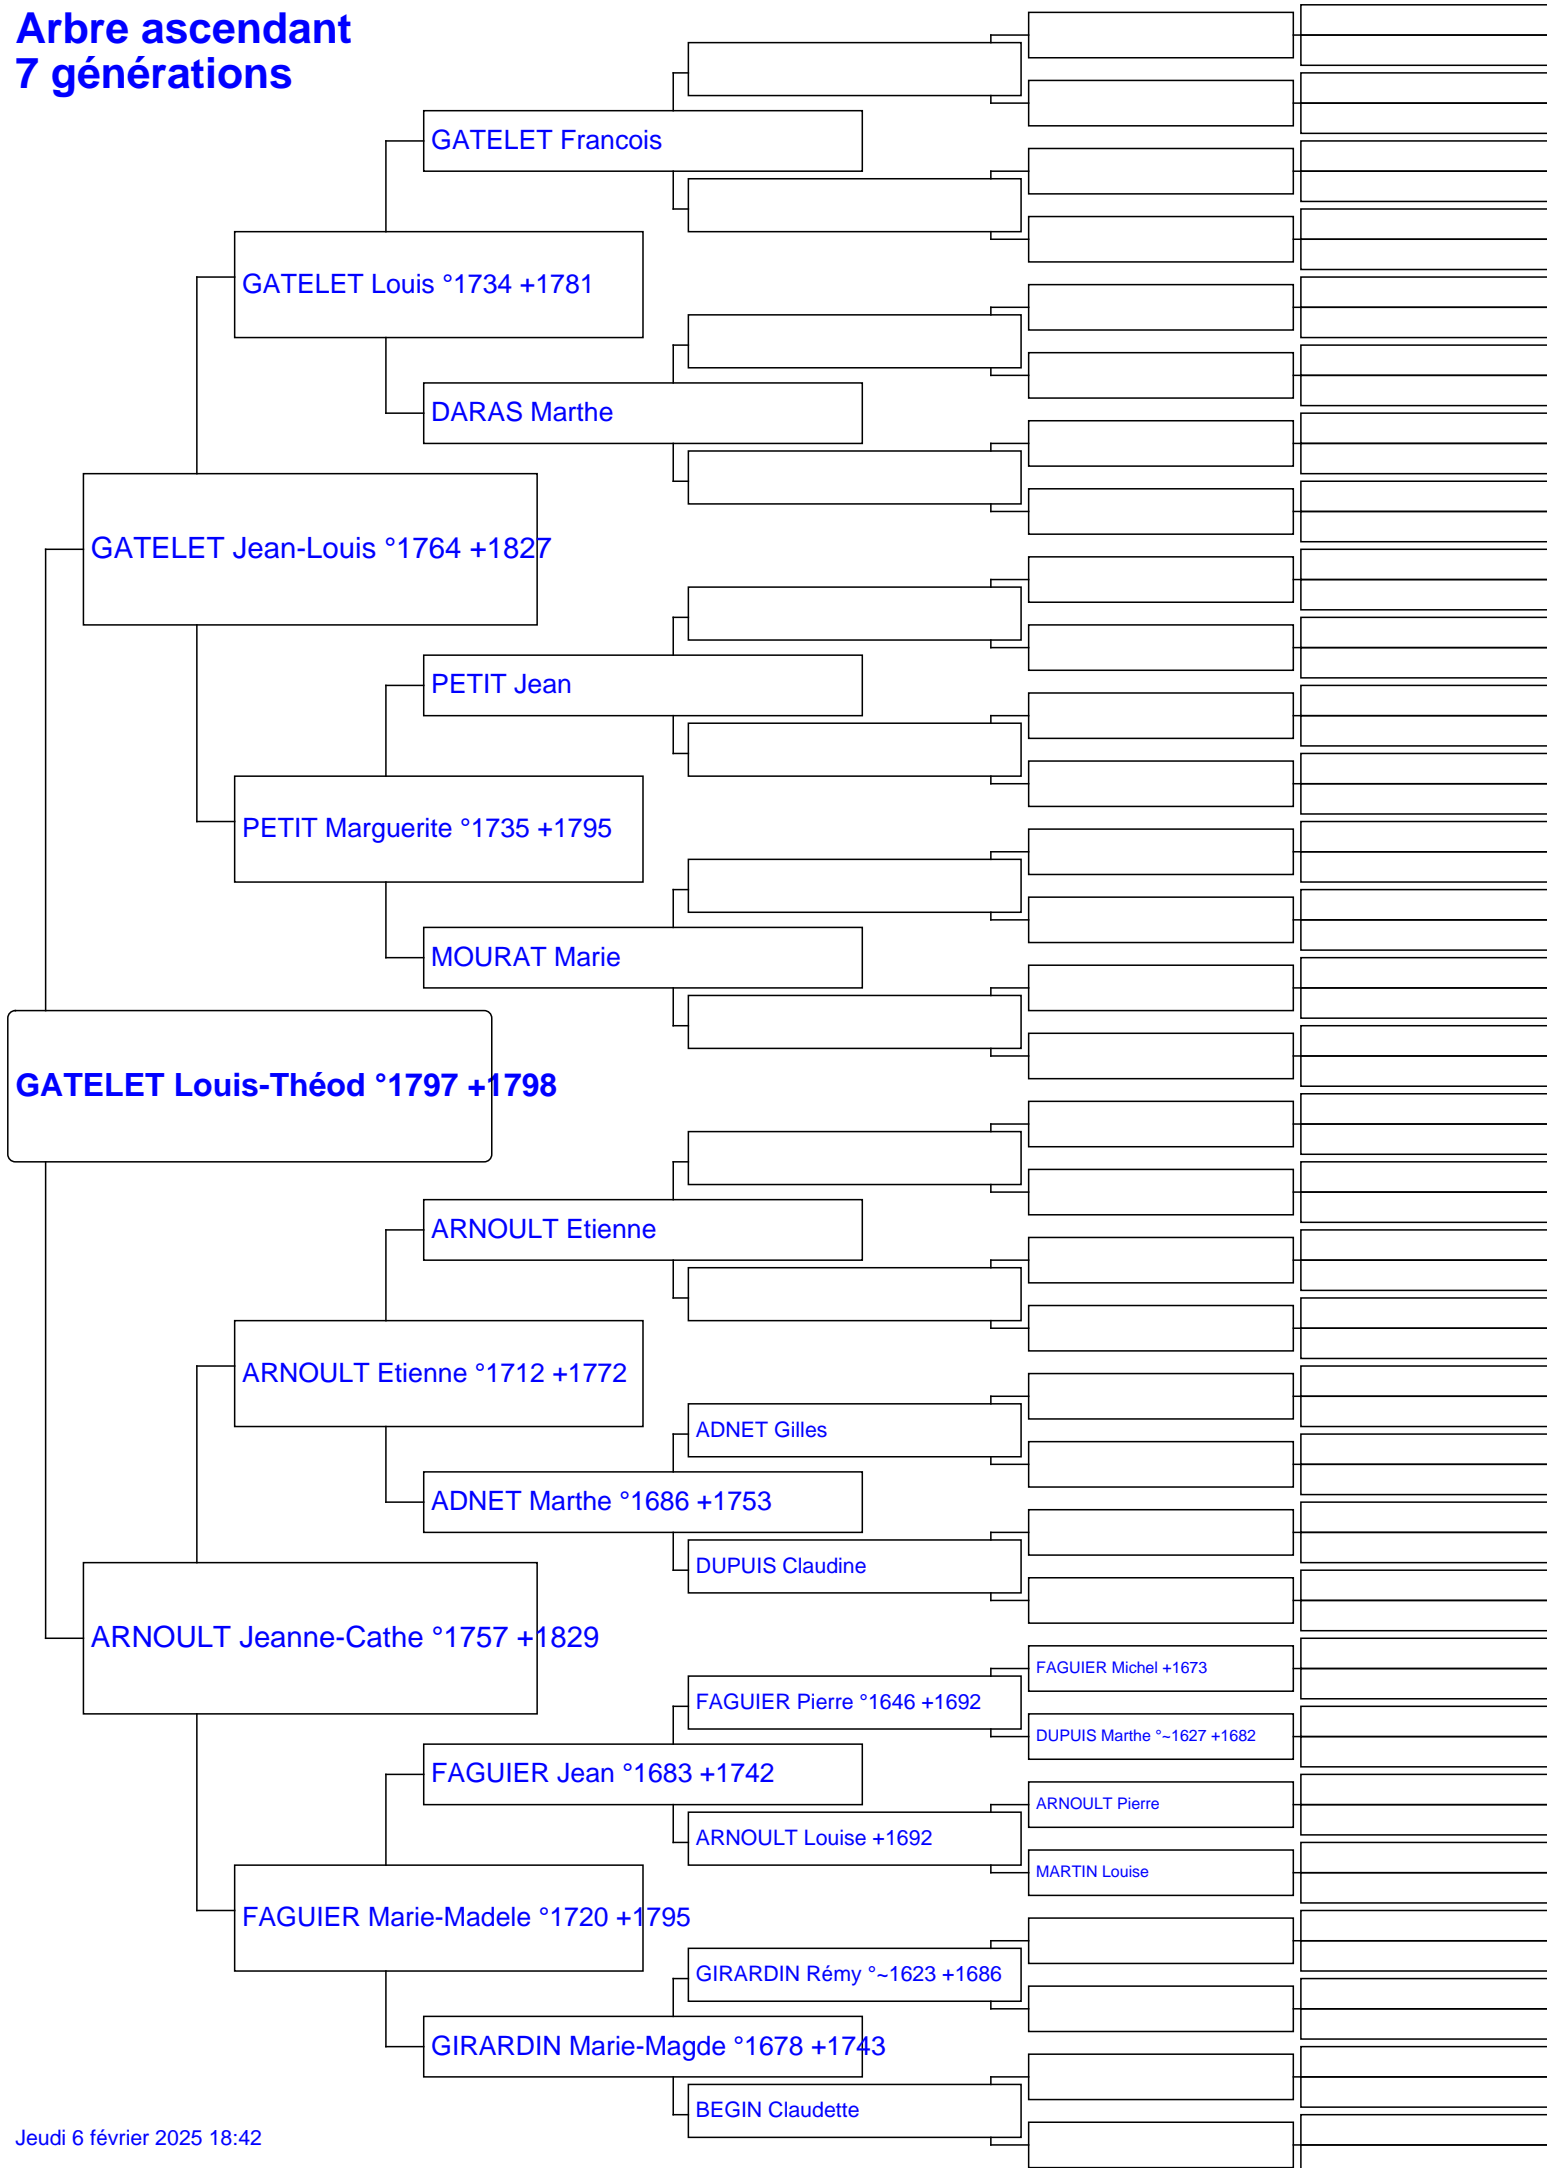 Arbre ascendant
7 générations
GATELET Francois
GATELET Louis °1734 +1781
DARAS Marthe
GATELET Jean-Louis °1764 +1827
PETIT Jean
PETIT Marguerite °1735 +1795
MOURAT Marie
GATELET Louis-Théod °1797 +1798
ARNOULT Etienne
ARNOULT Etienne °1712 +1772
ADNET Gilles
ADNET Marthe °1686 +1753
DUPUIS Claudine
ARNOULT Jeanne-Cathe °1757 +1829
FAGUIER Michel +1673
FAGUIER Pierre °1646 +1692
DUPUIS Marthe °~1627 +1682
FAGUIER Jean °1683 +1742
ARNOULT Pierre
ARNOULT Louise +1692
MARTIN Louise
FAGUIER Marie-Madele °1720 +1795
GIRARDIN Rémy °~1623 +1686
GIRARDIN Marie-Magde °1678 +1743
BEGIN Claudette
Jeudi 6 février 2025 18:42